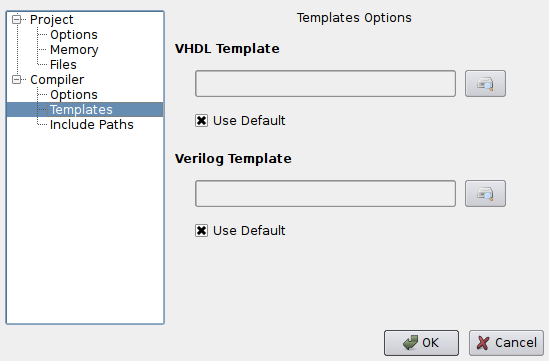 Project
Options
Memory
Files
Compiler
Options
Templates
Include Paths
Templates Options
VHDL Template
Use Default
Verilog Template
Use Default
OK
Cancel